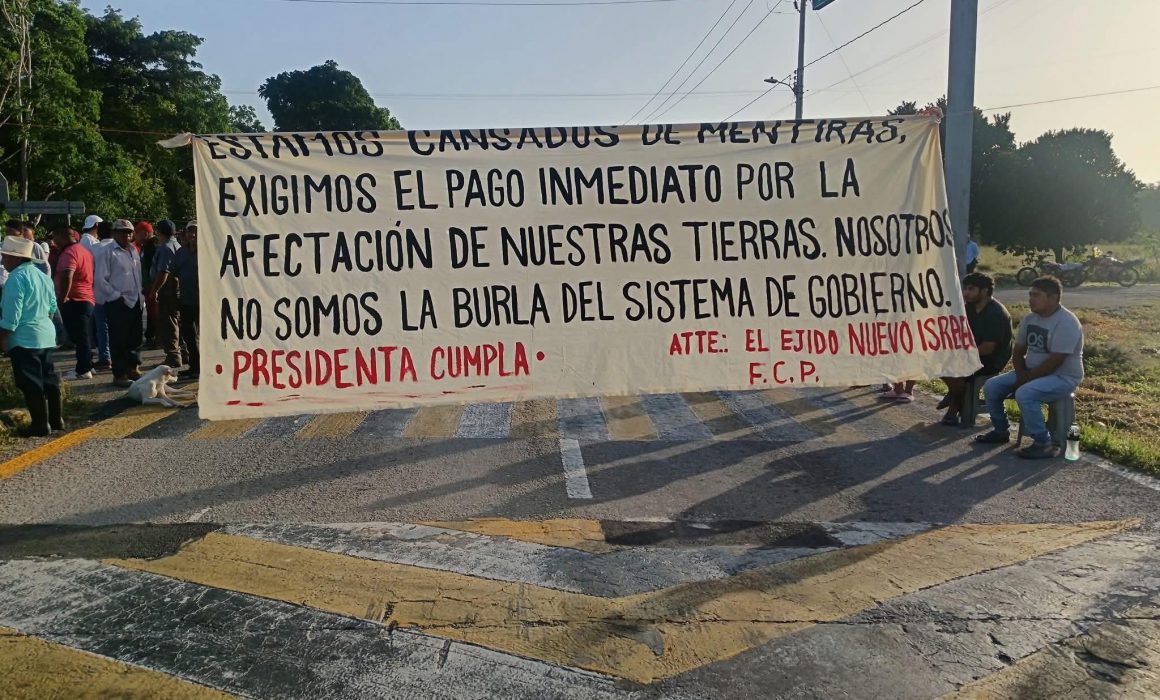 ESTAMOS CANSADOS DE MENTIRAS,
EXIGIMOS EL PAGO INMEDIATO POR LA
AFECTACIÓN DE NUESTRAS TIERRAS. NOSOTROS
NO SOMOS LA BURLA DEL SISTEMA DE GOBIERNO.
• PRESIDENTA CUMPLA •
ATTE.: EL EJIDO NUEVO ISRAEL
F.C.P.